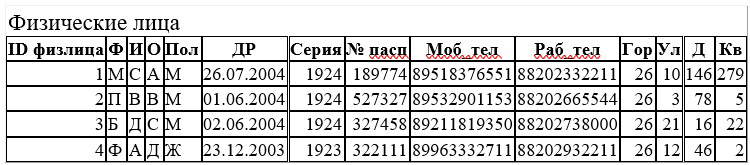 Физические лица
ID физлица Ф И О Пол ДР Серия № пасп Моб_тел Раб_тел Гор Ул Д Кв
1 М С А М 26.07.2004 1924 189774 89518376551 88202332211 26 10 146 279
2 П В В М 01.06.2004 1924 527327 89532901153 88202665544 26 3 78 5
3 Б Д С М 02.06.2004 1924 327458 89211819350 88202738000 26 21 16 22
4 Ф А Д Ж 23.12.2003 1923 322111 89963332711 88202932211 26 12 46 2